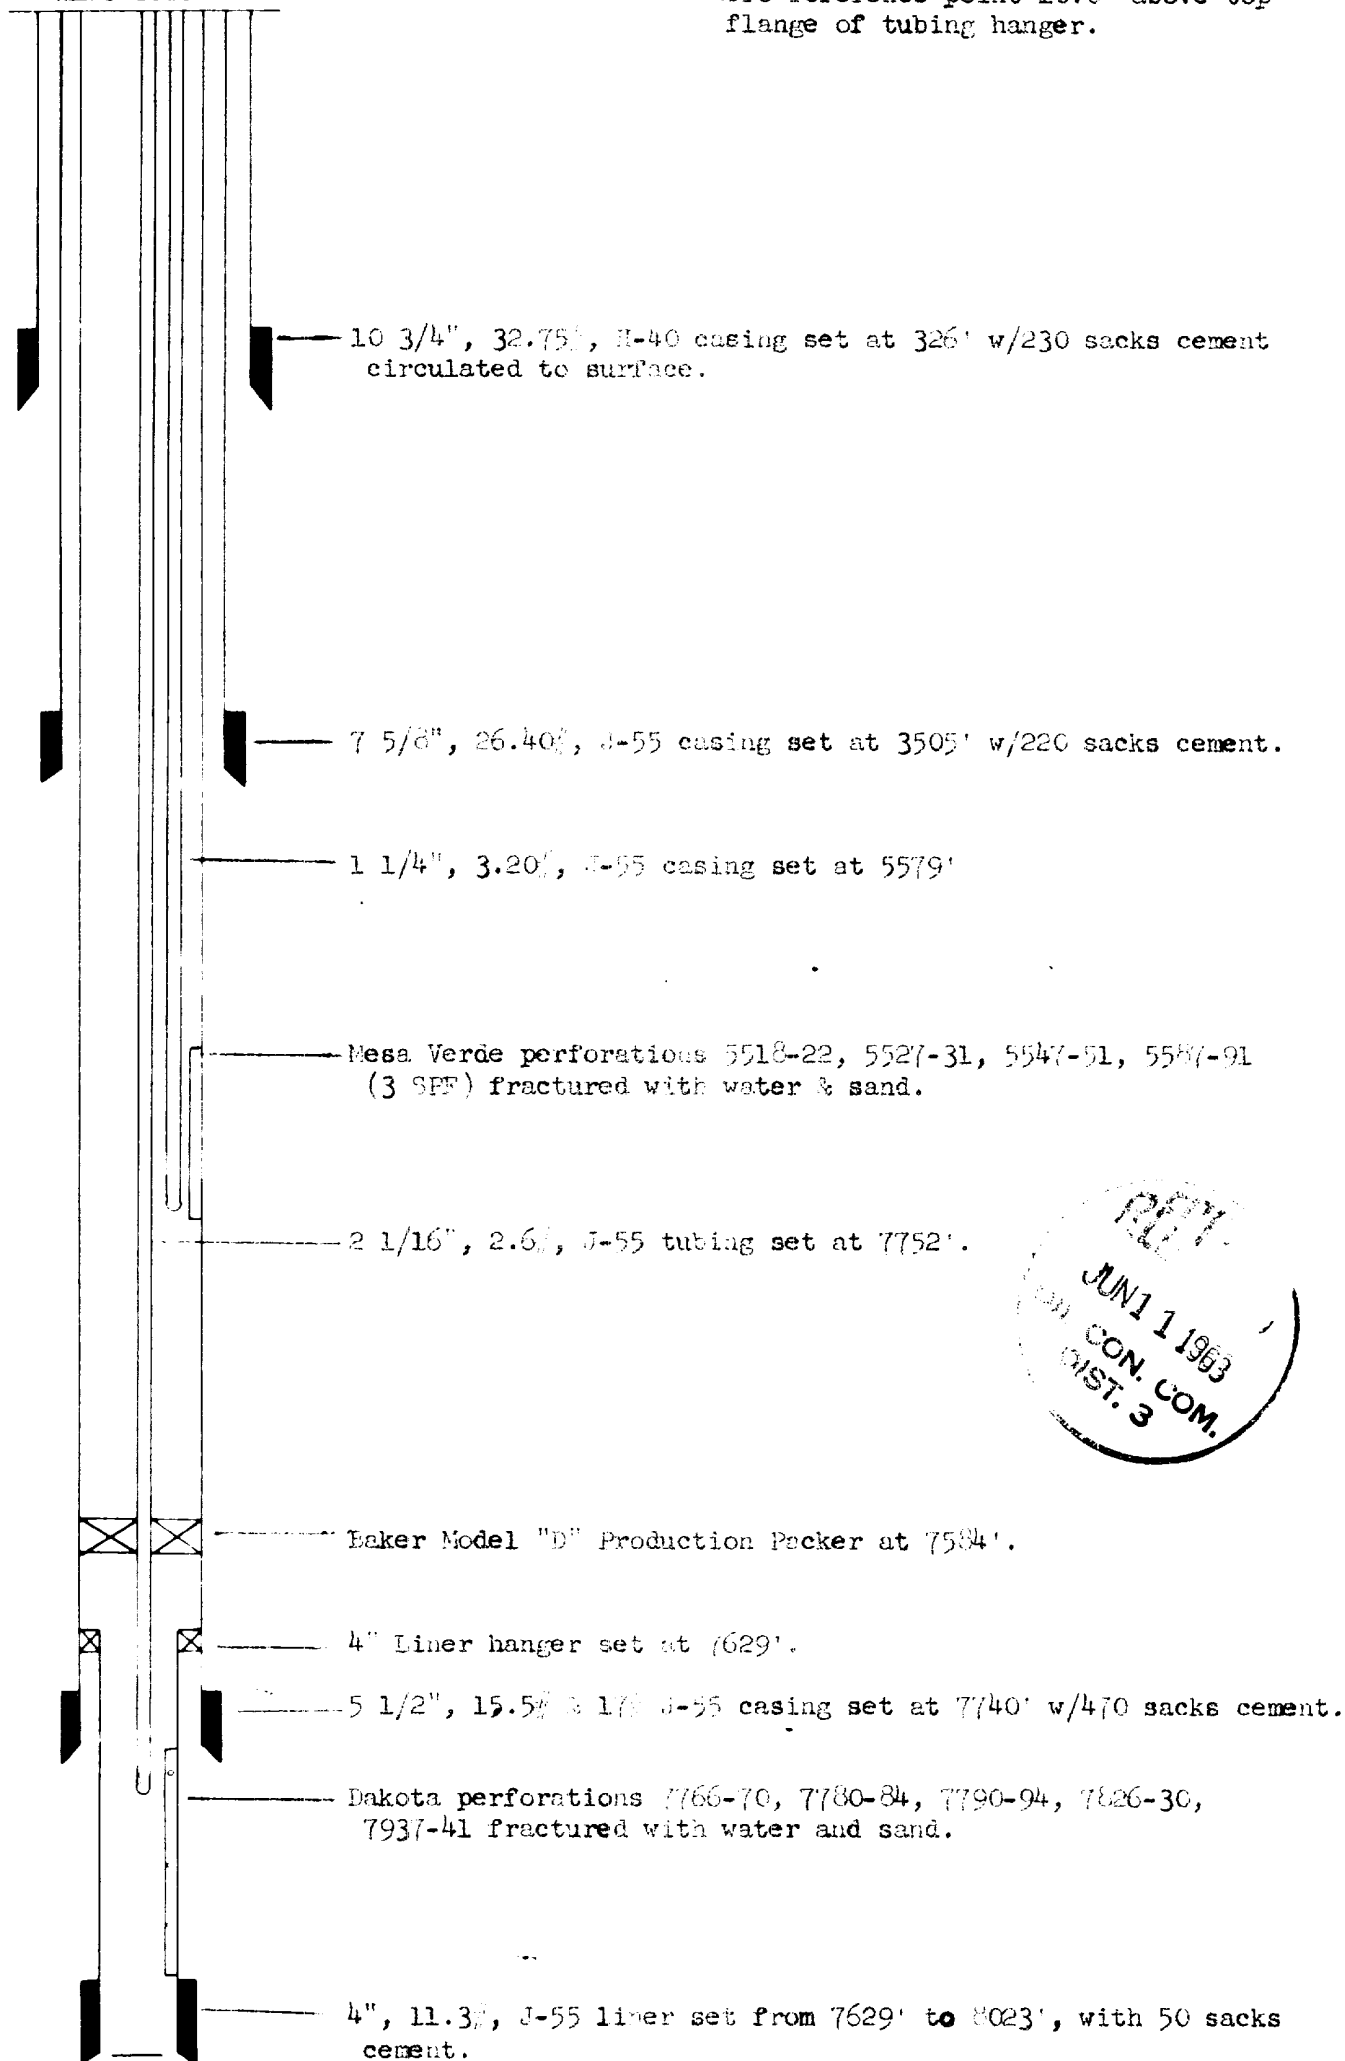 flange of tubing hanger.
10 3/4", 32.75#, H-40 casing set at 326' w/230 sacks cement
circulated to surface.
7 5/8", 26.40#, J-55 casing set at 3505' w/220 sacks cement.
1 1/4", 3.20#, J-55 casing set at 5579'
Mesa Verde perforations 5518-22, 5527-31, 5547-51, 5587-91
(3 SPF) fractured with water & sand.
2 1/16", 2.6#, J-55 tubing set at 7752'.
JUN 11 1963
CON. COM.
DIST. 3
Baker Model "D" Production Packer at 7584'.
4" Liner hanger set at 7629'.
5 1/2", 15.5# & 17# J-55 casing set at 7740' w/470 sacks cement.
Dakota perforations 7766-70, 7780-84, 7790-94, 7826-30,
7937-41 fractured with water and sand.
4", 11.3#, J-55 liner set from 7629' to 8023', with 50 sacks
cement.